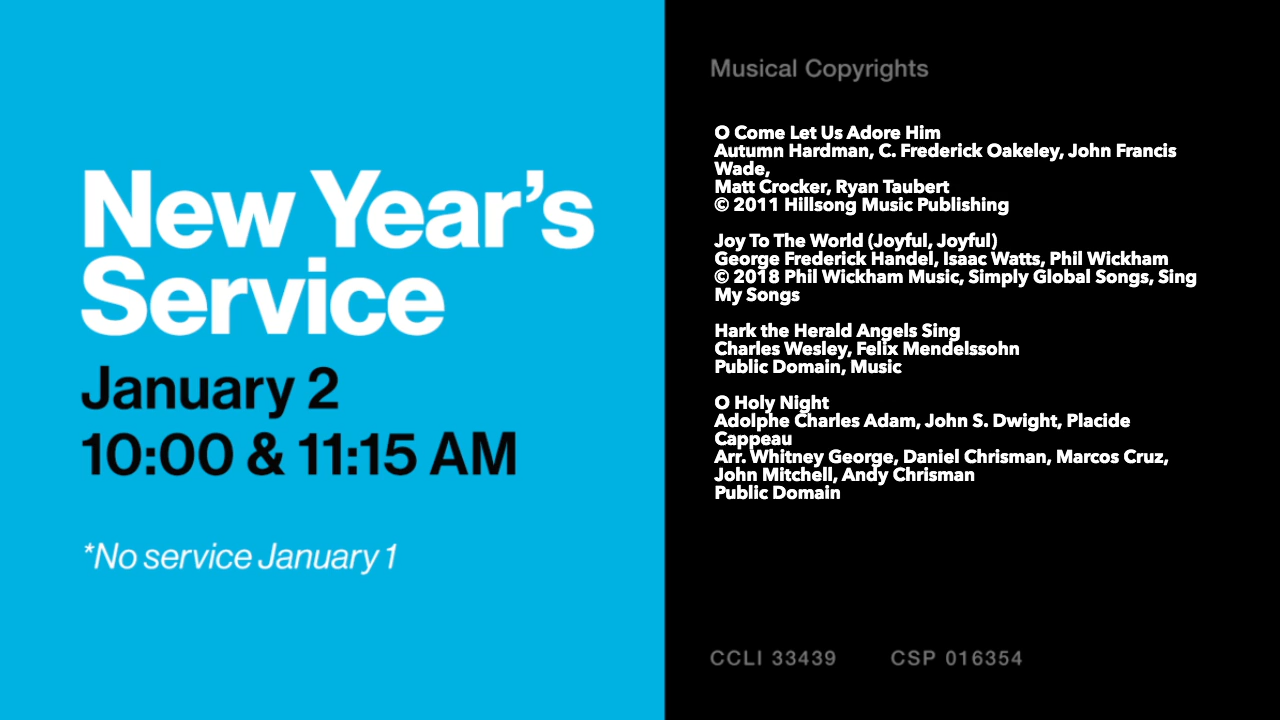 New Year’s
Service
January 2
10:00 & 11:15 AM
*No service January 1
Musical Copyrights
O Come Let Us Adore Him
Autumn Hardman, C. Frederick Oakeley, John Francis
Wade,
Matt Crocker, Ryan Taubert
© 2011 Hillsong Music Publishing
Joy To The World (Joyful, Joyful)
George Frederick Handel, Isaac Watts, Phil Wickham
© 2018 Phil Wickham Music, Simply Global Songs, Sing
My Songs
Hark the Herald Angels Sing
Charles Wesley, Felix Mendelssohn
Public Domain, Music
O Holy Night
Adolphe Charles Adam, John S. Dwight, Placide
Cappeau
Arr. Whitney George, Daniel Chrisman, Marcos Cruz,
John Mitchell, Andy Chrisman
Public Domain
CCLI 33439 CSP 016354